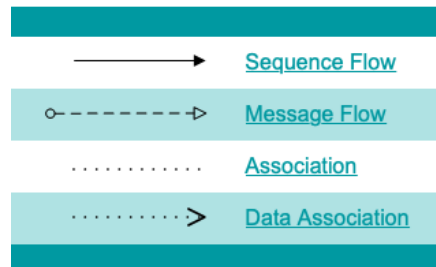 Sequence Flow
Message Flow
Association
Data Association